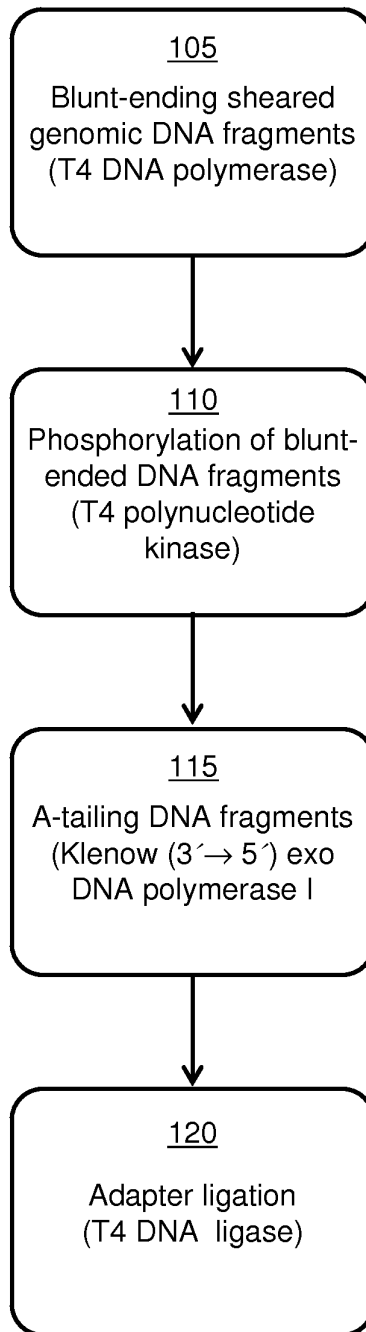 105
Blunt-ending sheared
genomic DNA fragments
(T4 DNA polymerase)
110
Phosphorylation of blunt-
ended DNA fragments
(T4 polynucleotide
kinase)
115
A-tailing DNA fragments
(Klenow (3´→ 5´) exo
DNA polymerase I
120
Adapter ligation
(T4 DNA ligase)